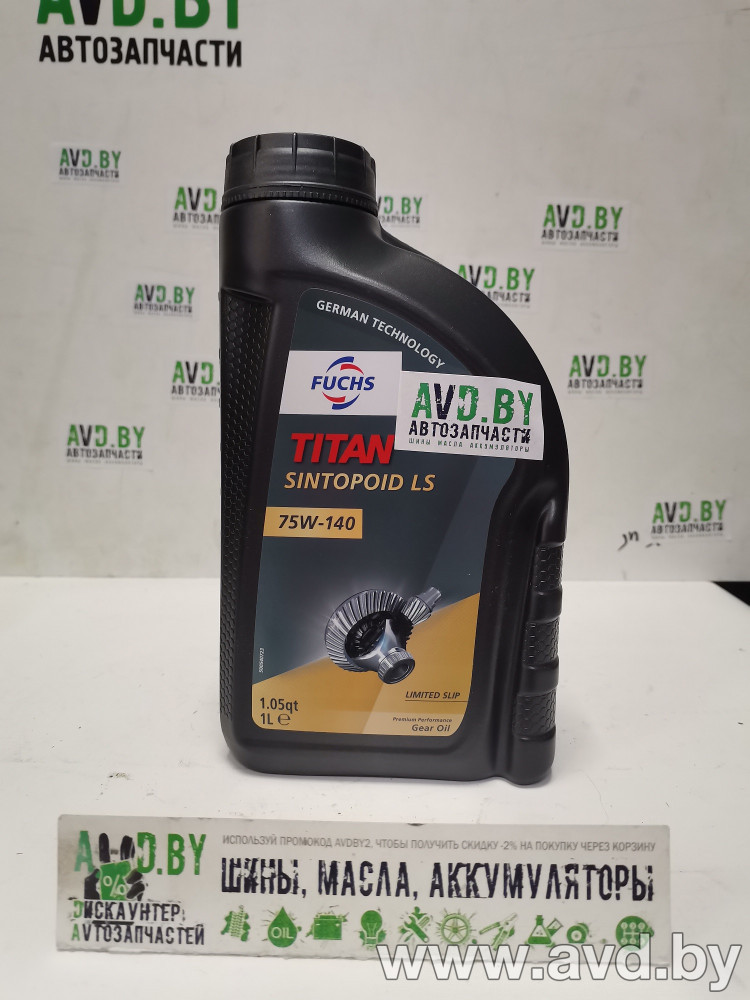 AVD.BY
АВТОЗАПЧАСТИ
AVD.BY
АВТОЗАПЧАСТИ
AVD.BY
АВТОЗАПЧАСТИ
AVD.BY
АВТОЗАПЧАСТИ
AVD.BY
AVD.BY
АВТОЗАПЧАСТИ
AVD.BY
AVD.BY
АВТОЗАПЧАСТИ
AVD.BY
АВТОЗАПЧАСТИ
AVD.BY
АВТОЗАПЧАСТИ
GERMAN TECHNOLOGY
FUCHS
AVD.BY
АВТОЗАПЧАСТИ
ШИНЫ МАСЛА АККУМУЛЯТОРЫ
TITAN
SINTOPOID LS
75W-140
LIMITED SLIP
1.05qt
1L e
Premium Performance
Gear Oil
AVD.BY
ДИСКАУНТЕР
АВТОЗАПЧАСТЕЙ
ИСПОЛЬЗУЙ ПРОМОКОД AVDBY2, ЧТОБЫ ПОЛУЧИТЬ СКИДКУ -2% НА ПОКУПКУ ЧЕРЕЗ КОРЗИНУ
ШИНЫ, МАСЛА, АККУМУЛЯТОРЫ
OIL
www.avd.by